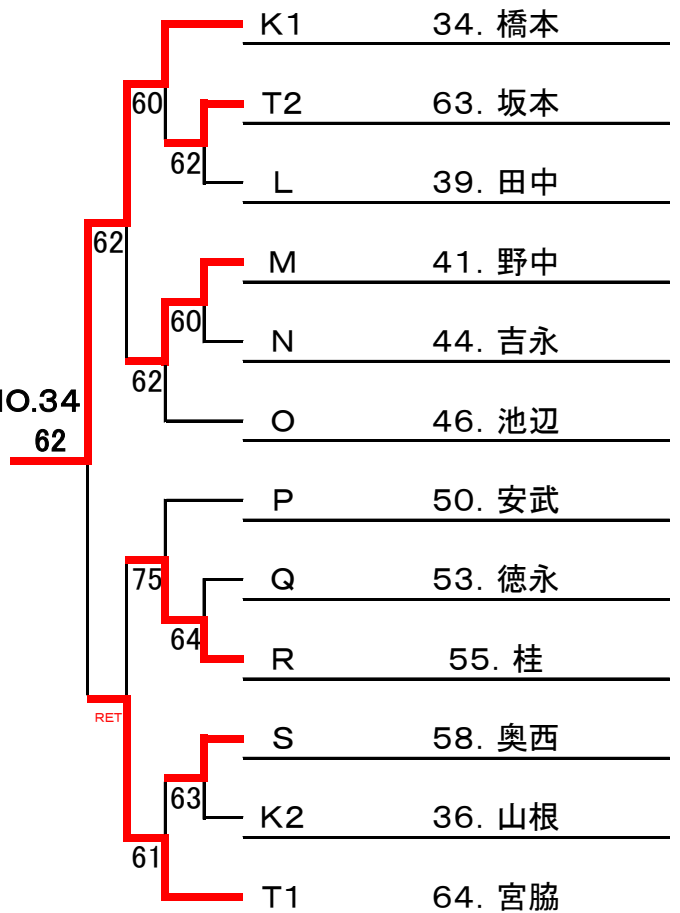 K1 34. 橋本
60
T2 63. 坂本
62
L 39. 田中
62
M 41. 野中
60
N 44. 吉永
62
O 46. 池辺
O.34
62
P 50. 安武
75
Q 53. 徳永
64
R 55. 桂
RET
S 58. 奥西
63
K2 36. 山根
61
T1 64. 宮脇